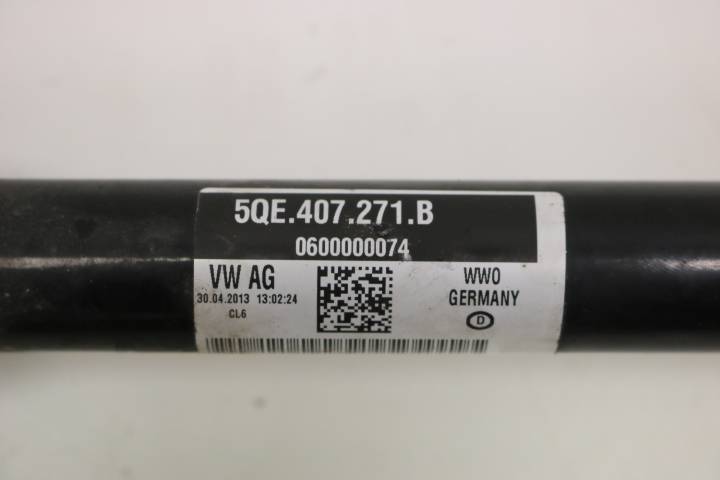 5QE.407.271.B
0600000074
VW AG
WWO
30.04.2013 13:02:24
GERMANY
CL6
D